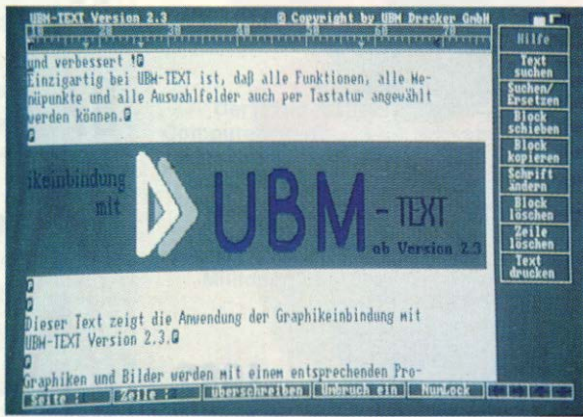 UBM-TEXT Version 2.3 © Copyright by UBM Drecker GmbH
10 20 30 40 50 60 70
und verbessert !
Einzigartig bei UBM-TEXT ist, daß alle Funktionen, alle Me-
nüpunkte und alle Auswahlfelder auch per Tastatur angewählt
werden können.
ikeinbindung
mit
UBM - TEXT
ab Version 2.3
Dieser Text zeigt die Anwendung der Graphikeinbindung mit
UBM-TEXT Version 2.3.
Graphiken und Bilder werden mit einem entsprechenden Pro-
Seite : Zeile : überschreiben Umbruch ein NumLock
Hilfe
Text
suchen
Suchen/
Ersetzen
Block
schieben
Block
kopieren
Schrift
ändern
Block
löschen
Zeile
löschen
Text
drucken